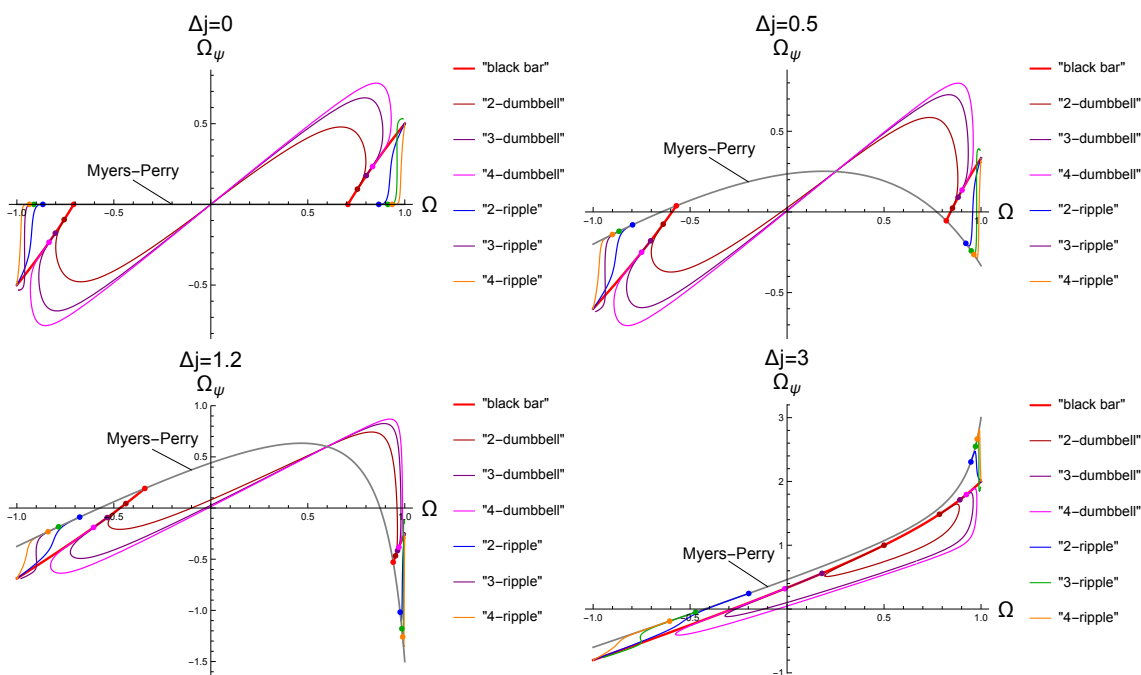 Δj=0
Ω_ψ
0.5
-0.5
-1.0
-0.5
0.5
1.0
Ω
Myers-Perry
"black bar"
"2-dumbbell"
"3-dumbbell"
"4-dumbbell"
"2-ripple"
"3-ripple"
"4-ripple"
Δj=0.5
Ω_ψ
0.5
-0.5
-1.0
-0.5
0.5
1.0
Ω
Myers-Perry
"black bar"
"2-dumbbell"
"3-dumbbell"
"4-dumbbell"
"2-ripple"
"3-ripple"
"4-ripple"
Δj=1.2
Ω_ψ
1.0
0.5
-0.5
-1.0
-1.5
-1.0
-0.5
0.5
1.0
Ω
Myers-Perry
"black bar"
"2-dumbbell"
"3-dumbbell"
"4-dumbbell"
"2-ripple"
"3-ripple"
"4-ripple"
Δj=3
Ω_ψ
3
2
1
-1
-1.0
-0.5
0.5
1.0
Ω
Myers-Perry
"black bar"
"2-dumbbell"
"3-dumbbell"
"4-dumbbell"
"2-ripple"
"3-ripple"
"4-ripple"